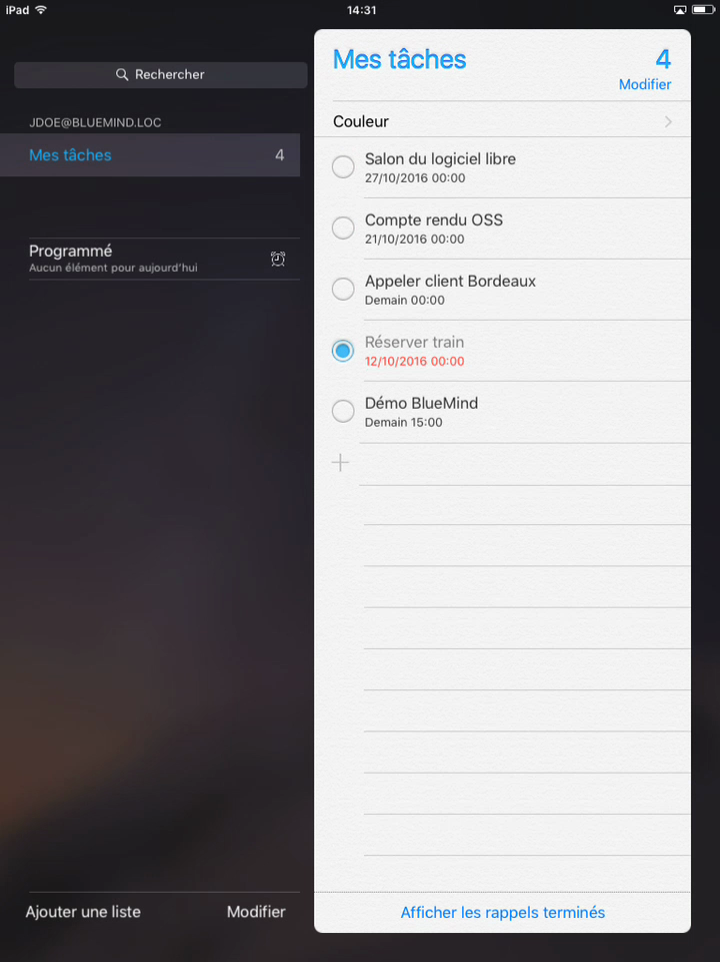 iPad 14:31
Rechercher
JDOE@BLUEMIND.LOC
Mes tâches 4
Programmé
Aucun élément pour aujourd'hui
Ajouter une liste Modifier
Mes tâches 4
Modifier
Couleur
Salon du logiciel libre
27/10/2016 00:00
Compte rendu OSS
21/10/2016 00:00
Appeler client Bordeaux
Demain 00:00
Réserver train
12/10/2016 00:00
Démo BlueMind
Demain 15:00
Afficher les rappels terminés